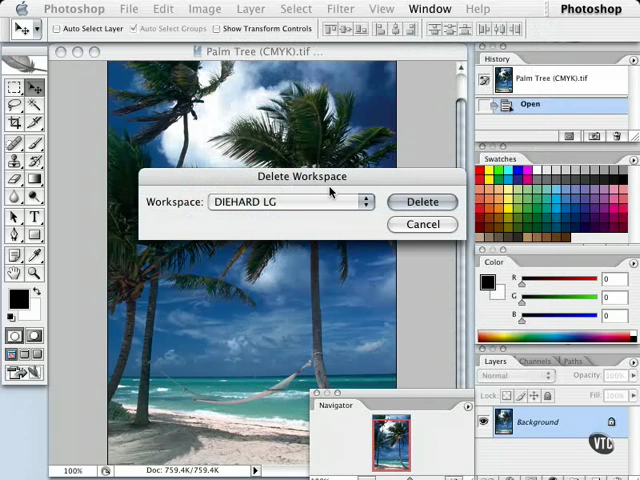 Photoshop File Edit Image Layer Select Filter View Window Help Photoshop
Auto Select Layer Auto Select Groups Show Transform Controls
Palm Tree (CMYK).tif ...
History
Palm Tree (CMYK).tif
Open
Swatches
Delete Workspace
Workspace: DIEHARD LG Delete
Cancel
Color
R 0
G 0
B 0
Layers Channels Paths
Normal Opacity: 100%
Lock: Fill: 100%
Navigator
Background
VTC
100% Doc: 759.4K/759.4K